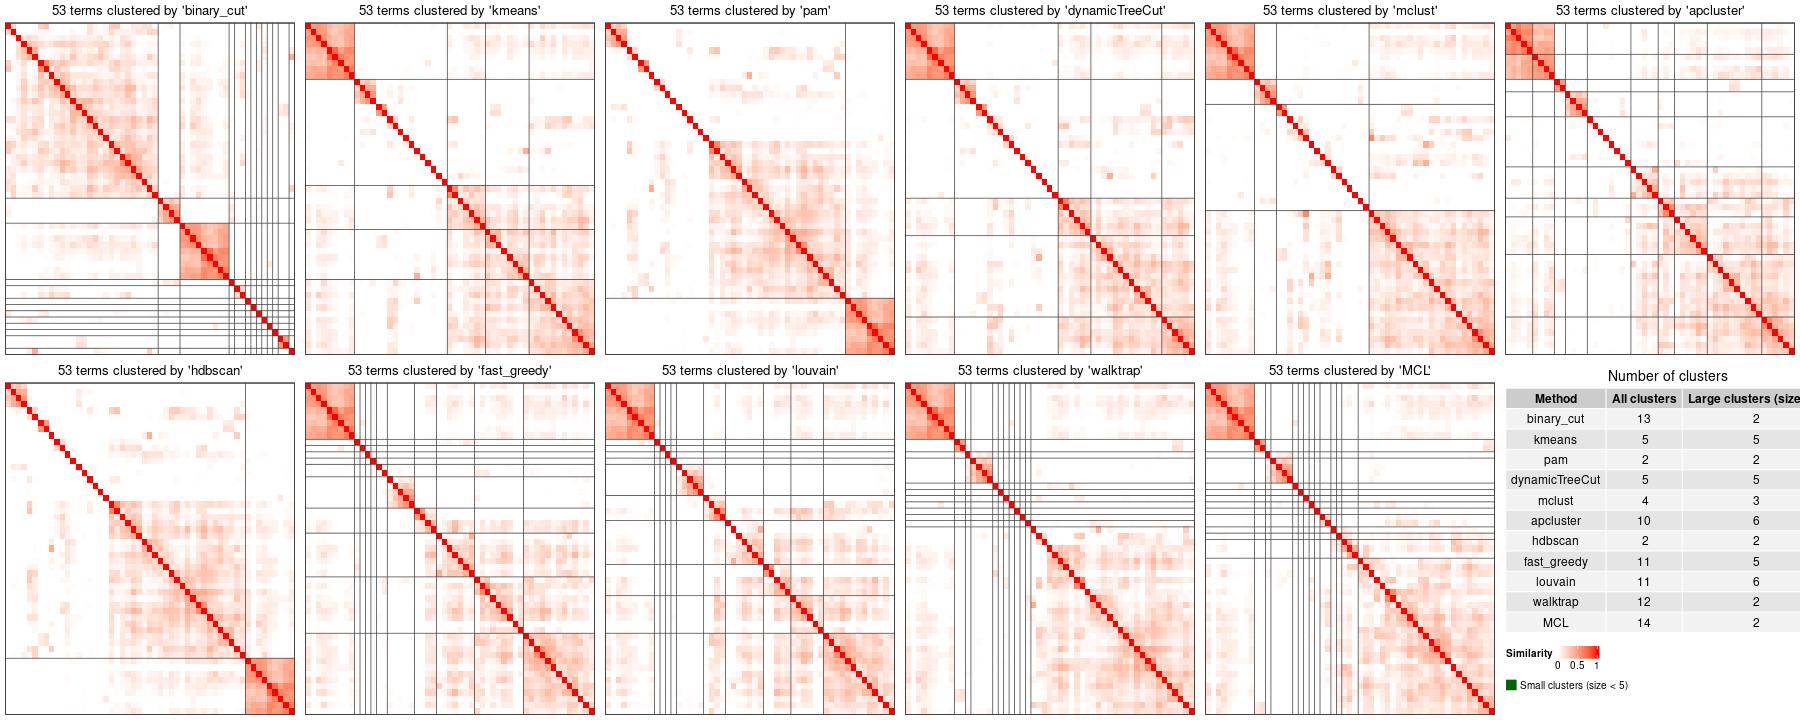 53 terms clustered by 'binary_cut'
53 terms clustered by 'kmeans'
53 terms clustered by 'pam'
53 terms clustered by 'dynamicTreeCut'
53 terms clustered by 'mclust'
53 terms clustered by 'apcluster'
53 terms clustered by 'hdbscan'
53 terms clustered by 'fast_greedy'
53 terms clustered by 'louvain'
53 terms clustered by 'walktrap'
53 terms clustered by 'MCL'
Number of clusters
Method All clusters Large clusters (size
binary_cut 13 2
kmeans 5 5
pam 2 2
dynamicTreeCut 5 5
mclust 4 3
apcluster 10 6
hdbscan 2 2
fast_greedy 11 5
louvain 11 6
walktrap 12 2
MCL 14 2
Similarity
0 0.5 1
Small clusters (size < 5)